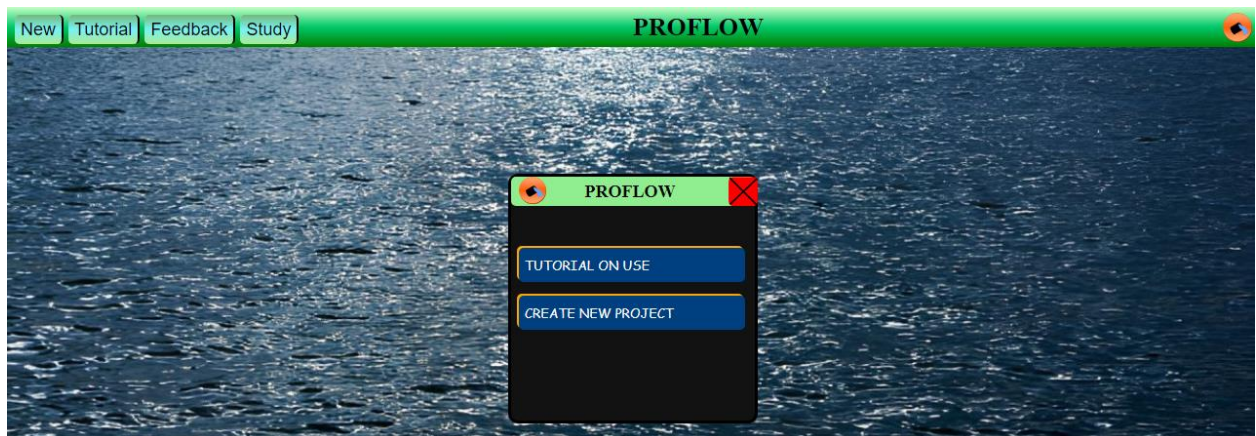 New Tutorial Feedback Study PROFLOW
PROFLOW
TUTORIAL ON USE
CREATE NEW PROJECT